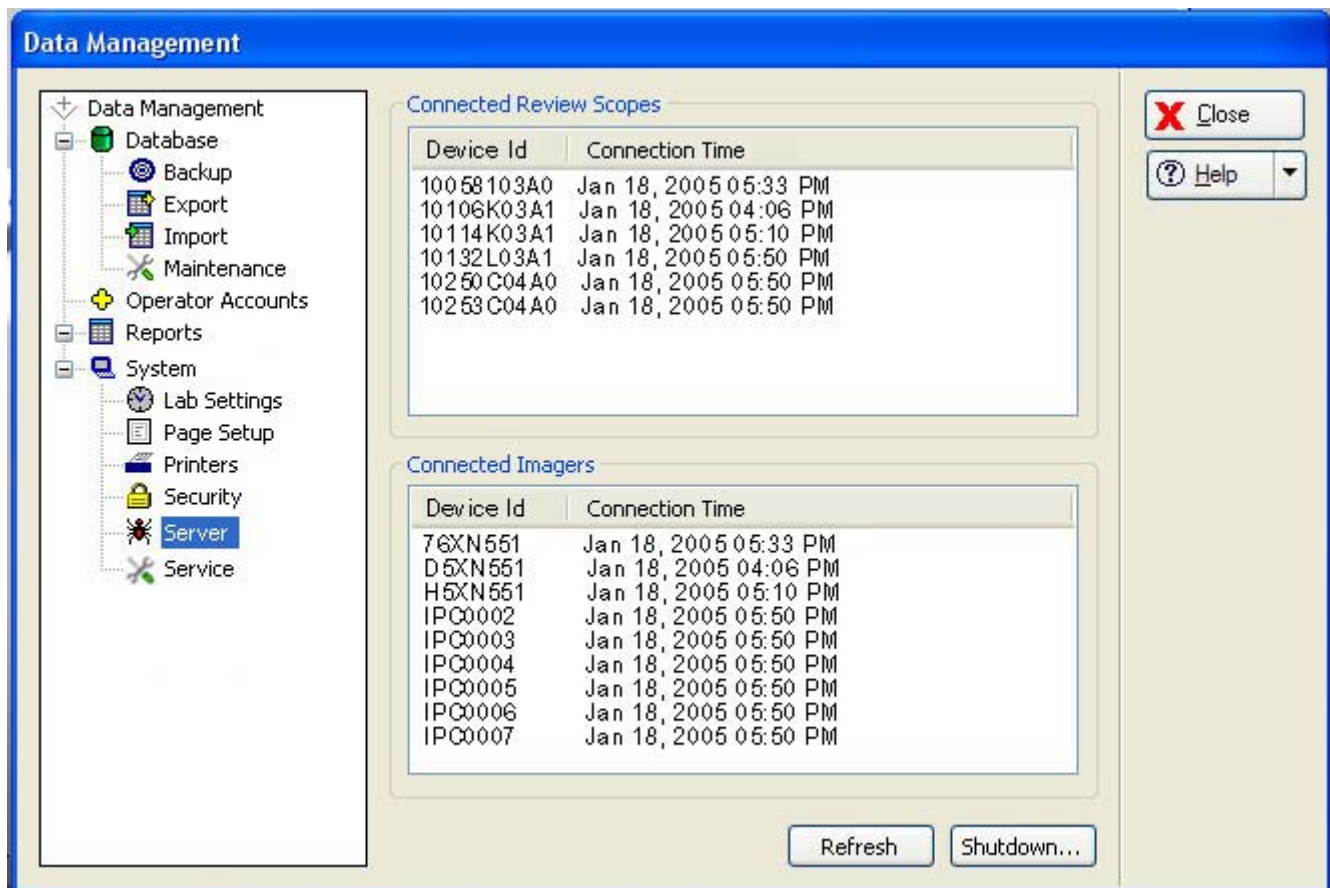 Data Management
Data Management
Database
Backup
Export
Import
Maintenance
Operator Accounts
Reports
System
Lab Settings
Page Setup
Printers
Security
Server
Service
Connected Review Scopes
Device Id Connection Time
10058103A0 Jan 18, 2005 05:33 PM
10106K03A1 Jan 18, 2005 04:06 PM
10114K03A1 Jan 18, 2005 05:10 PM
10132L03A1 Jan 18, 2005 05:50 PM
10250C04A0 Jan 18, 2005 05:50 PM
10253C04A0 Jan 18, 2005 05:50 PM
Connected Imagers
Device Id Connection Time
76XN551 Jan 18, 2005 05:33 PM
D5XN551 Jan 18, 2005 04:06 PM
H5XN551 Jan 18, 2005 05:10 PM
IPC0002 Jan 18, 2005 05:50 PM
IPC0003 Jan 18, 2005 05:50 PM
IPC0004 Jan 18, 2005 05:50 PM
IPC0005 Jan 18, 2005 05:50 PM
IPC0006 Jan 18, 2005 05:50 PM
IPC0007 Jan 18, 2005 05:50 PM
Refresh
Shutdown...
Close
Help